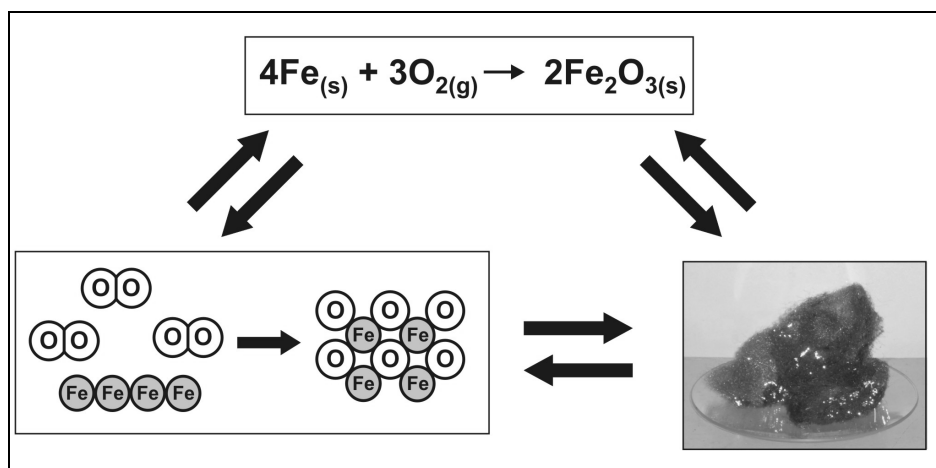 4Fe(s) + 3O2(g) → 2Fe2O3(s)
O O
O O O
O O O O Fe Fe
O O O
Fe Fe Fe Fe Fe Fe